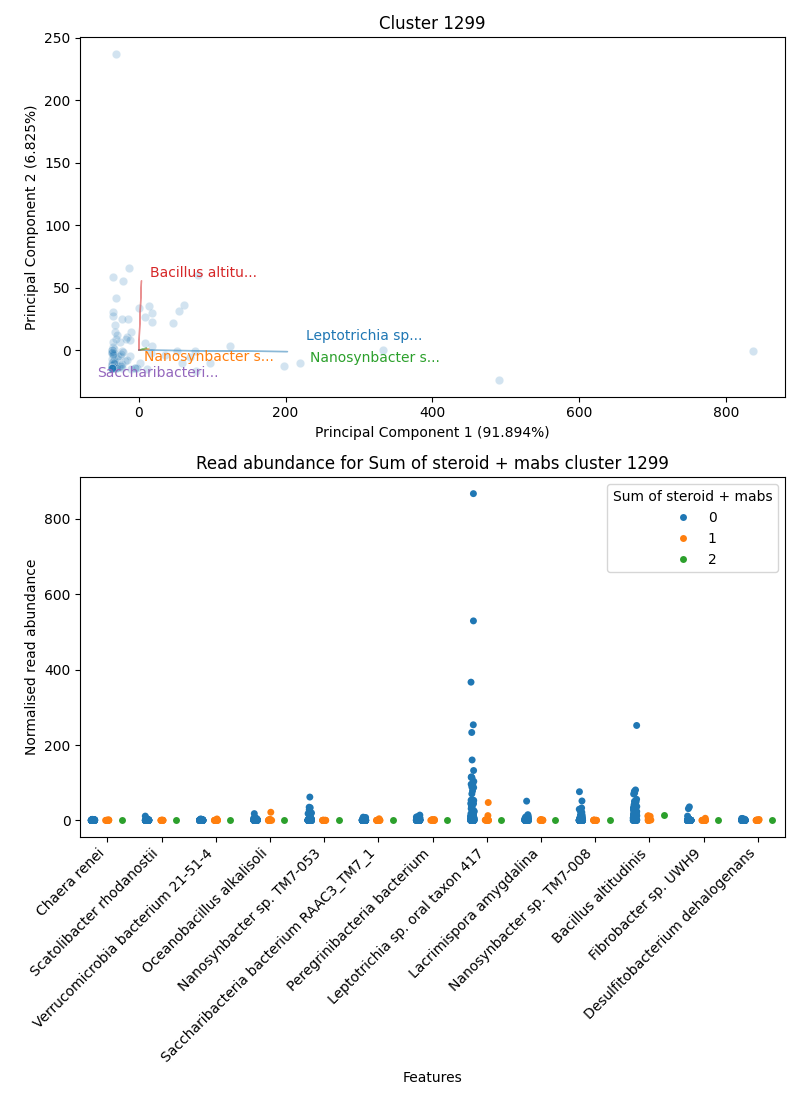 Cluster 1299
250
200
150
100
50
0
Principal Component 2 (6.825%)
Bacillus altitu...
Leptotrichia sp...
Nanosynbacter s...
Nanosynbacter s...
Saccharibacteri...
0 200 400 600 800
Principal Component 1 (91.894%)
Read abundance for Sum of steroid + mabs cluster 1299
800
600
400
200
0
Normalised read abundance
Sum of steroid + mabs
0
1
2
Chaera renei
Scatolibacter rhodanostii
Verrucomicrobia bacterium 21-51-4
Oceanobacillus alkalisoli
Nanosynbacter sp. TM7-053
Saccharibacteria bacterium RAAC3_TM7_1
Peregrinibacteria bacterium
Leptotrichia sp. oral taxon 417
Lacrimispora amygdalina
Nanosynbacter sp. TM7-008
Bacillus altitudinis
Fibrobacter sp. UWH9
Desulfitobacterium dehalogenans
Features